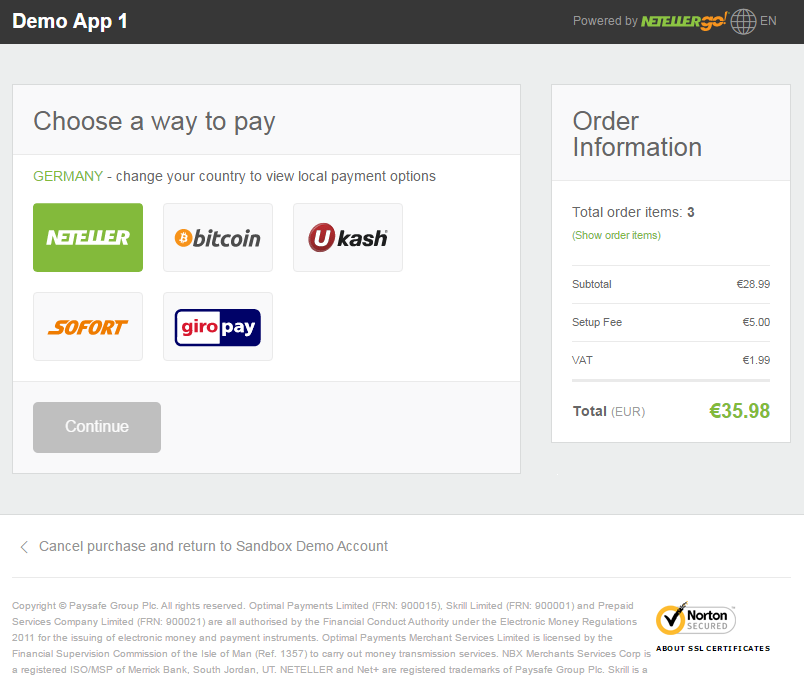 Demo App 1
Powered by NETELLERgo! EN
Choose a way to pay
GERMANY - change your country to view local payment options
NETELLER
bitcoin
Ukash
SOFORT
giropay
Continue
Order
Information
Total order items: 3
(Show order items)
Subtotal €28.99
Setup Fee €5.00
VAT €1.99
Total (EUR) €35.98
Cancel purchase and return to Sandbox Demo Account
Copyright © Paysafe Group Plc. All rights reserved. Optimal Payments Limited (FRN: 900015), Skrill Limited (FRN: 900001) and Prepaid
Services Company Limited (FRN: 900021) are all authorised by the Financial Conduct Authority under the Electronic Money Regulations
2011 for the issuing of electronic money and payment instruments. Optimal Payments Merchant Services Limited is licensed by the
Financial Supervision Commission of the Isle of Man (Ref. 1357) to carry out money transmission services. NBX Merchants Services Corp is
a registered ISO/MSP of Merrick Bank, South Jordan, UT. NETELLER and Net+ are registered trademarks of Paysafe Group Plc. Skrill is a
Norton
SECURED
ABOUT SSL CERTIFICATES